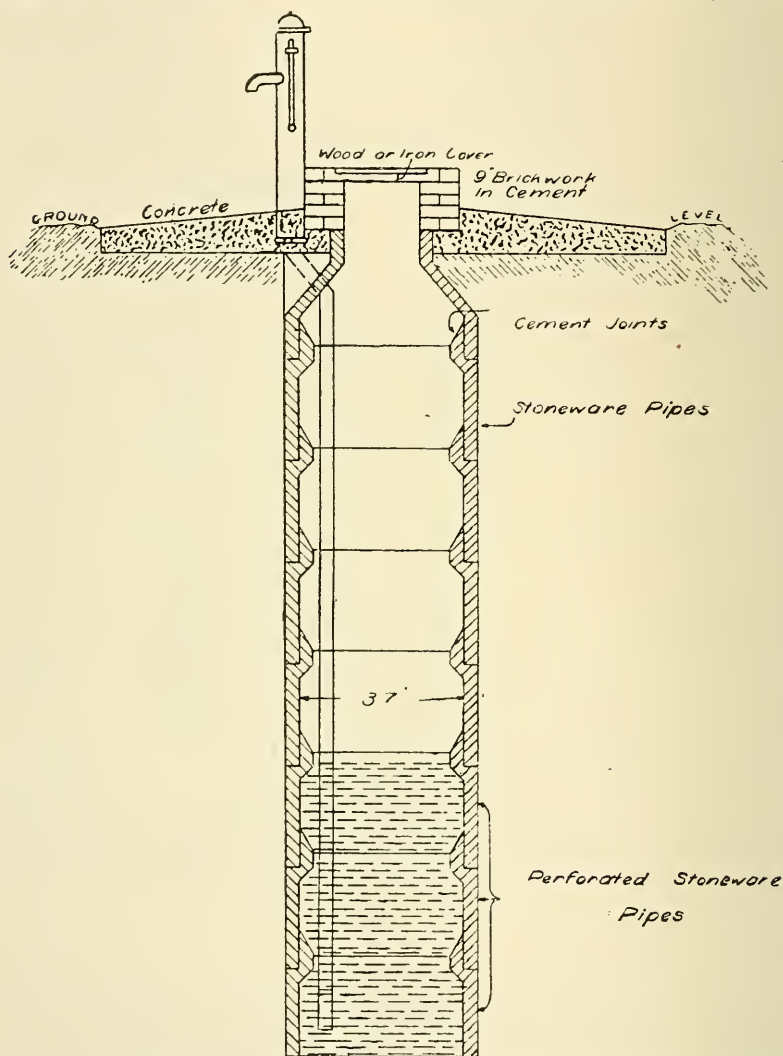 Wood or Iron Cover
9" Brickwork
In Cement
GROUND
Concrete
LEVEL
Cement Joints
Stoneware Pipes
37"
Perforated Stoneware
Pipes